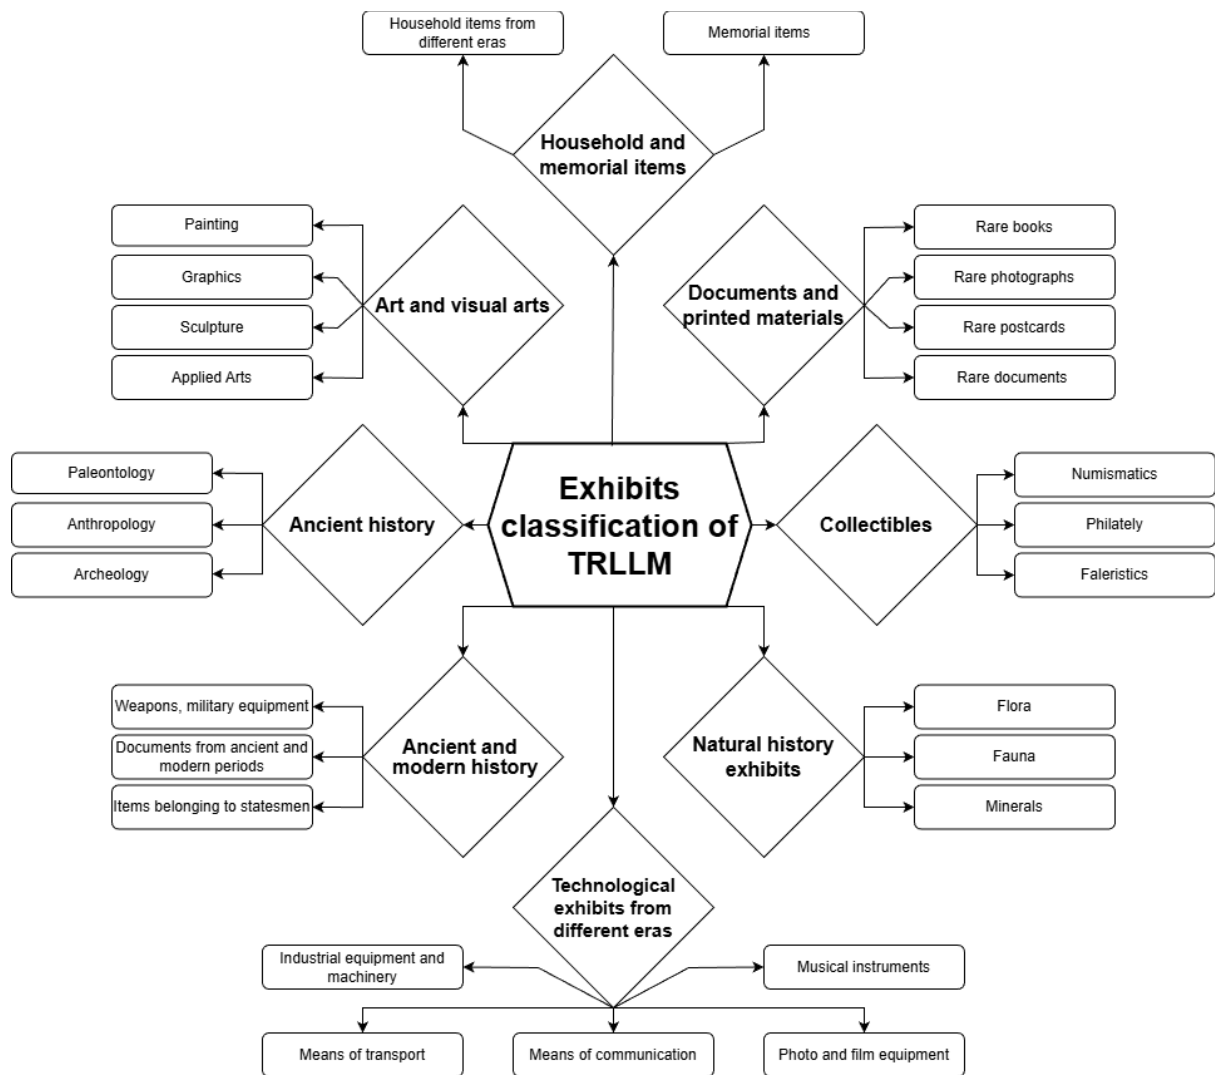 Household items from
different eras
Memorial items
Household and
memorial items
Painting
Graphics
Sculpture
Applied Arts
Art and visual arts
Documents and
printed materials
Rare books
Rare photographs
Rare postcards
Rare documents
Paleontology
Anthropology
Archeology
Ancient history
Exhibits
classification of
TRLLM
Collectibles
Numismatics
Philately
Faleristics
Weapons, military equipment
Documents from ancient and
modern periods
Items belonging to statesmen
Ancient and
modern history
Natural history
exhibits
Flora
Fauna
Minerals
Technological
exhibits from
different eras
Industrial equipment and
machinery
Musical instruments
Means of transport
Means of communication
Photo and film equipment